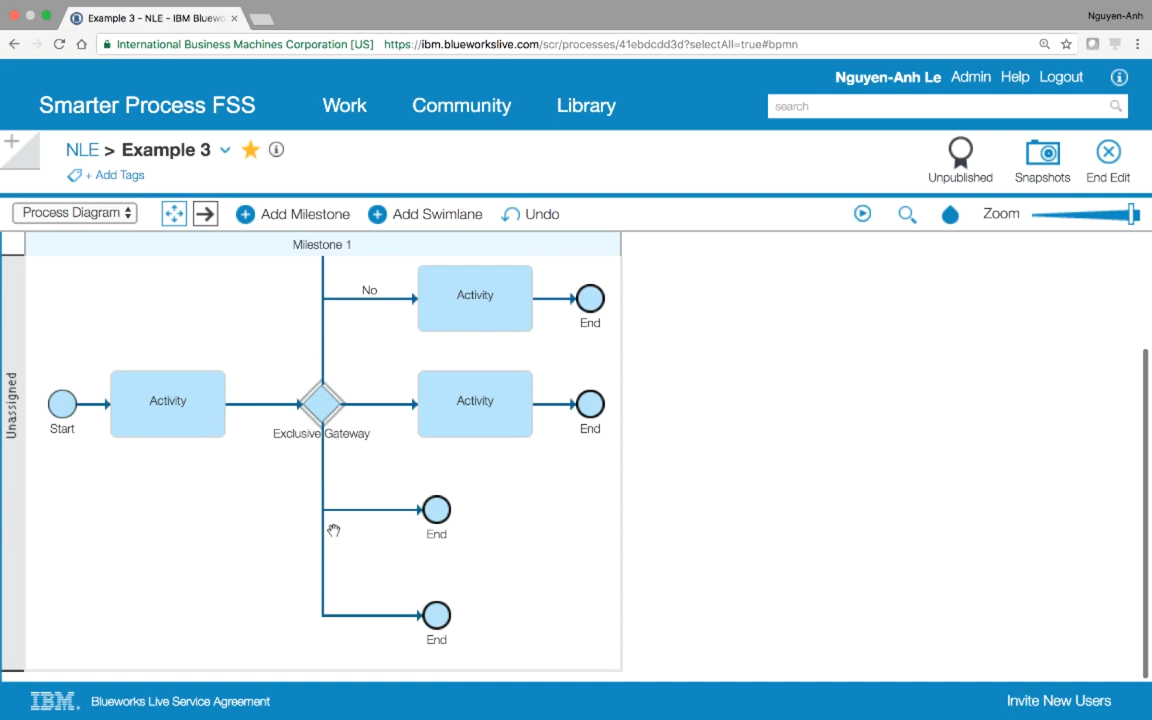 Example 3 - NLE - IBM Bluewo
Nguyen-Anh
International Business Machines Corporation [US] https://ibm.blueworkslive.com/scr/processes/41ebdcdd3d?selectAll=true#bpmn
Nguyen-Anh Le Admin Help Logout
Smarter Process FSS Work Community Library
search
NLE > Example 3
+ Add Tags
Unpublished Snapshots End Edit
Process Diagram Add Milestone Add Swimlane Undo Zoom
Milestone 1
No
Activity
End
Unassigned
Activity
Activity
Start
End
Exclusive Gateway
End
End
IBM. Blueworks Live Service Agreement Invite New Users